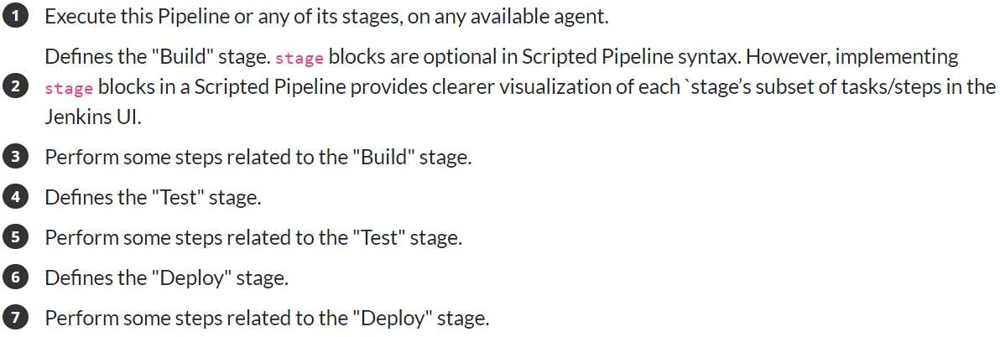 1 Execute this Pipeline or any of its stages, on any available agent.
Defines the "Build" stage. stage blocks are optional in Scripted Pipeline syntax. However, implementing
2 stage blocks in a Scripted Pipeline provides clearer visualization of each `stage’s subset of tasks/steps in the
Jenkins UI.
3 Perform some steps related to the "Build" stage.
4 Defines the "Test" stage.
5 Perform some steps related to the "Test" stage.
6 Defines the "Deploy" stage.
7 Perform some steps related to the "Deploy" stage.